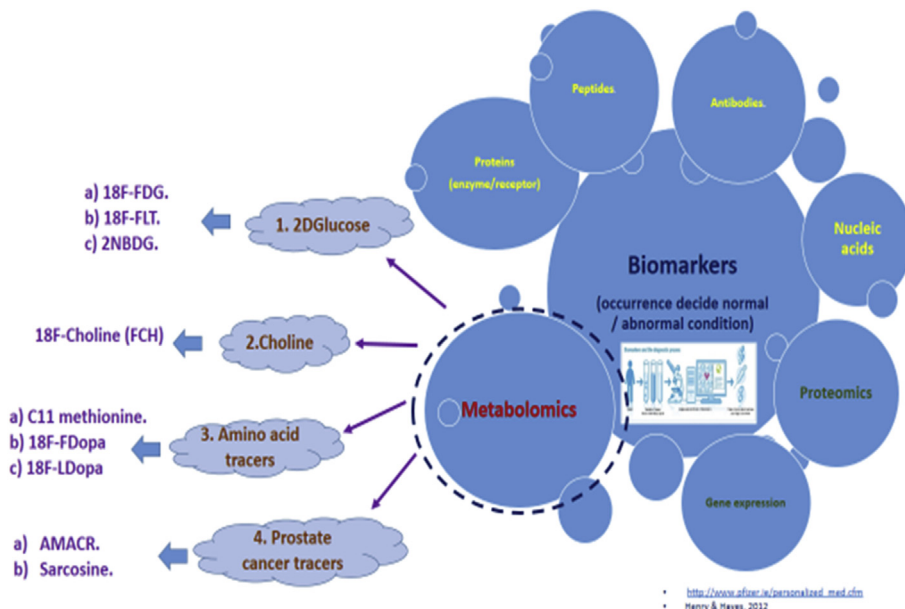 Peptides.
Antibodies.
Proteins
(enzyme/receptor)
a) 18F-FDG.
b) 18F-FLT.
c) 2NBDG.
1. 2DGlucose
Nucleic
acids
Biomarkers
(occurrence decide normal
/ abnormal condition)
18F-Choline (FCH)
2.Choline
Metabolomics
Proteomics
a) C11 methionine.
b) 18F-FDopa
c) 18F-LDopa
3. Amino acid
tracers
Gene expression
a) AMACR.
b) Sarcosine.
4. Prostate
cancer tracers
• http://www.pfizer.ie/personalized_med.cfm
• Henry & Hayes, 2012